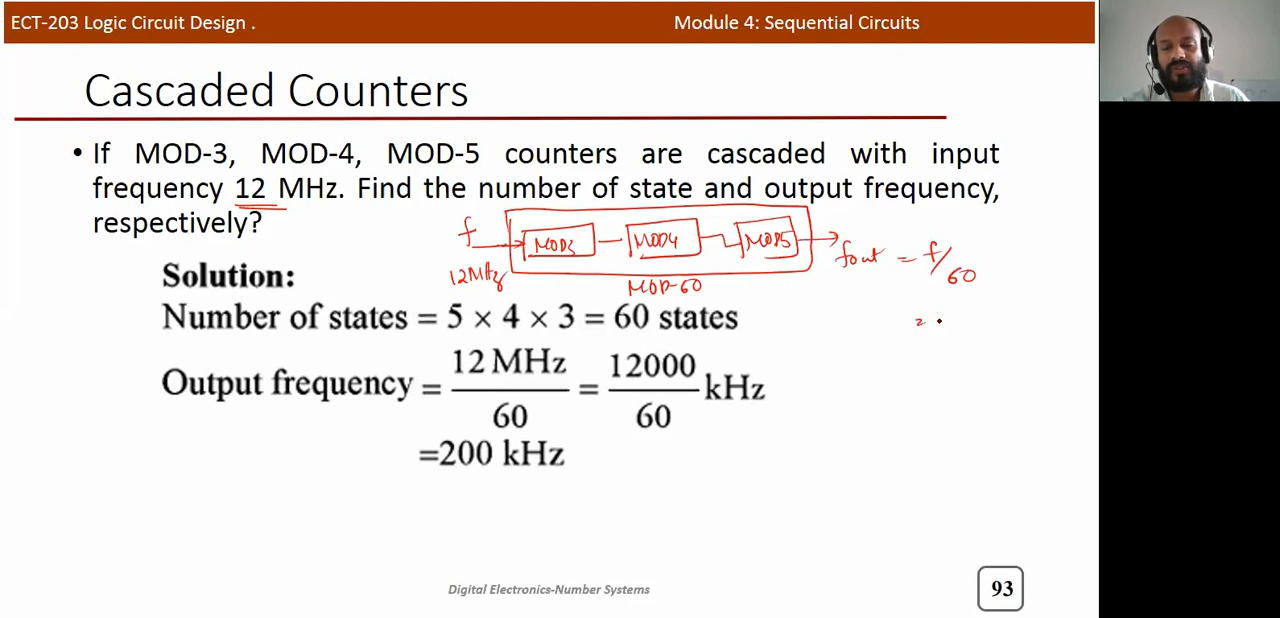 ECT-203 Logic Circuit Design .
Module 4: Sequential Circuits
Cascaded Counters
• If MOD-3, MOD-4, MOD-5 counters are cascaded with input
frequency 12 MHz. Find the number of state and output frequency,
respectively?
f
MOD3
MOD4
MOD5
fout = f/60
12MHz
MOD-60
Solution:
Number of states = 5 × 4 × 3 = 60 states
=
Output frequency = 12 MHz / 60 = 12000 / 60 kHz
=200 kHz
Digital Electronics-Number Systems
93